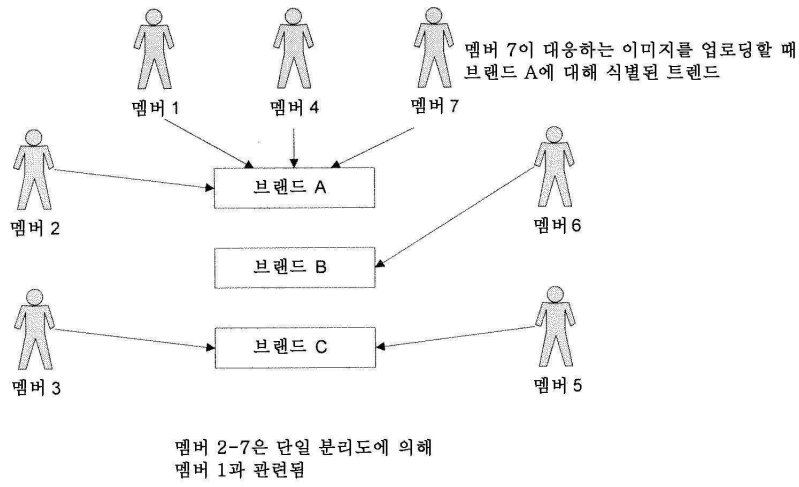 멤버 7이 대응하는 이미지를 업로딩할 때
브랜드 A에 대해 식별된 트렌드
멤버 1
멤버 4
멤버 7
브랜드 A
멤버 2
멤버 6
브랜드 B
브랜드 C
멤버 3
멤버 5
멤버 2-7은 단일 분리도에 의해
멤버 1과 관련됨